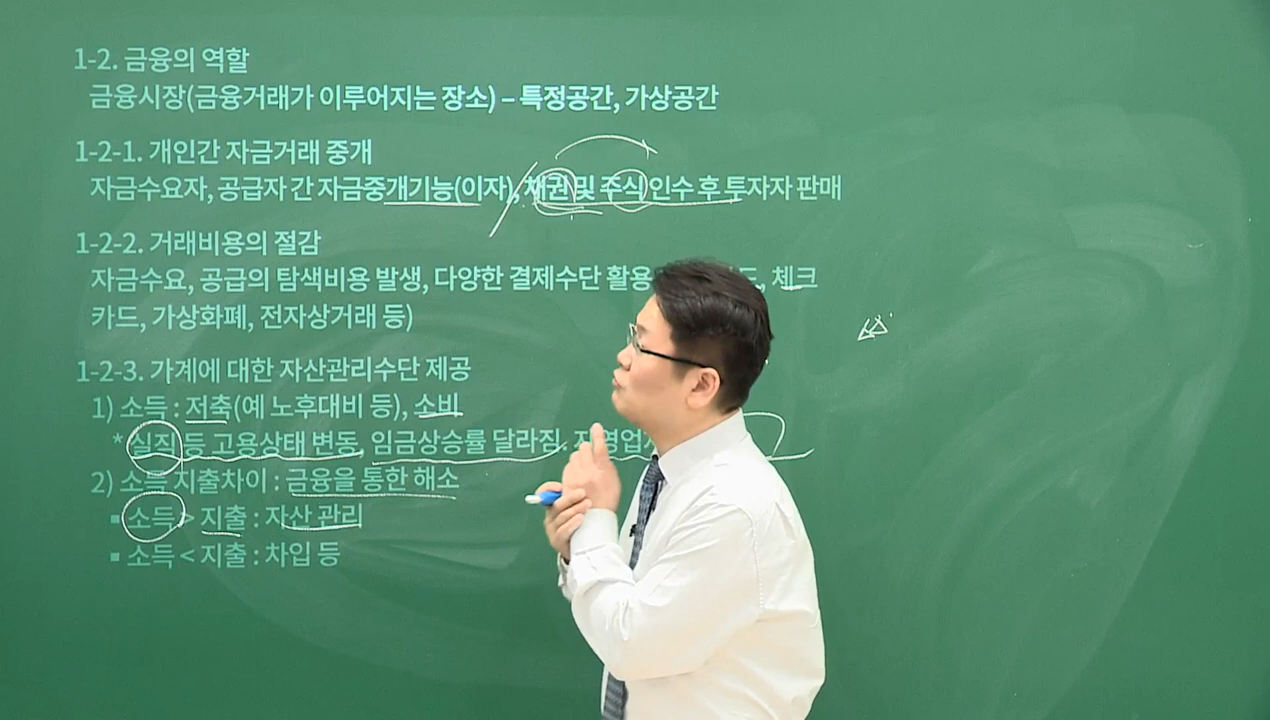 1-2. 금융의 역할
금융시장(금융거래가 이루어지는 장소) – 특정공간, 가상공간
1-2-1. 개인간 자금거래 중개
자금수요자, 공급자 간 자금중개기능(이자), 채권 및 주식 인수 후 투자자 판매
1-2-2. 거래비용의 절감
자금수요, 공급의 탐색비용 발생, 다양한 결제수단 활용 체크
카드, 가상화폐, 전자상거래 등)
1-2-3. 가계에 대한 자산관리수단 제공
1) 소득 : 저축(예 노후대비 등), 소비
* 실직 등 고용상태 변동, 임금상승률 달라짐.
2) 소득 지출차이 : 금융을 통한 해소
▪ 소득 > 지출 : 자산 관리
▪ 소득 < 지출 : 차입 등